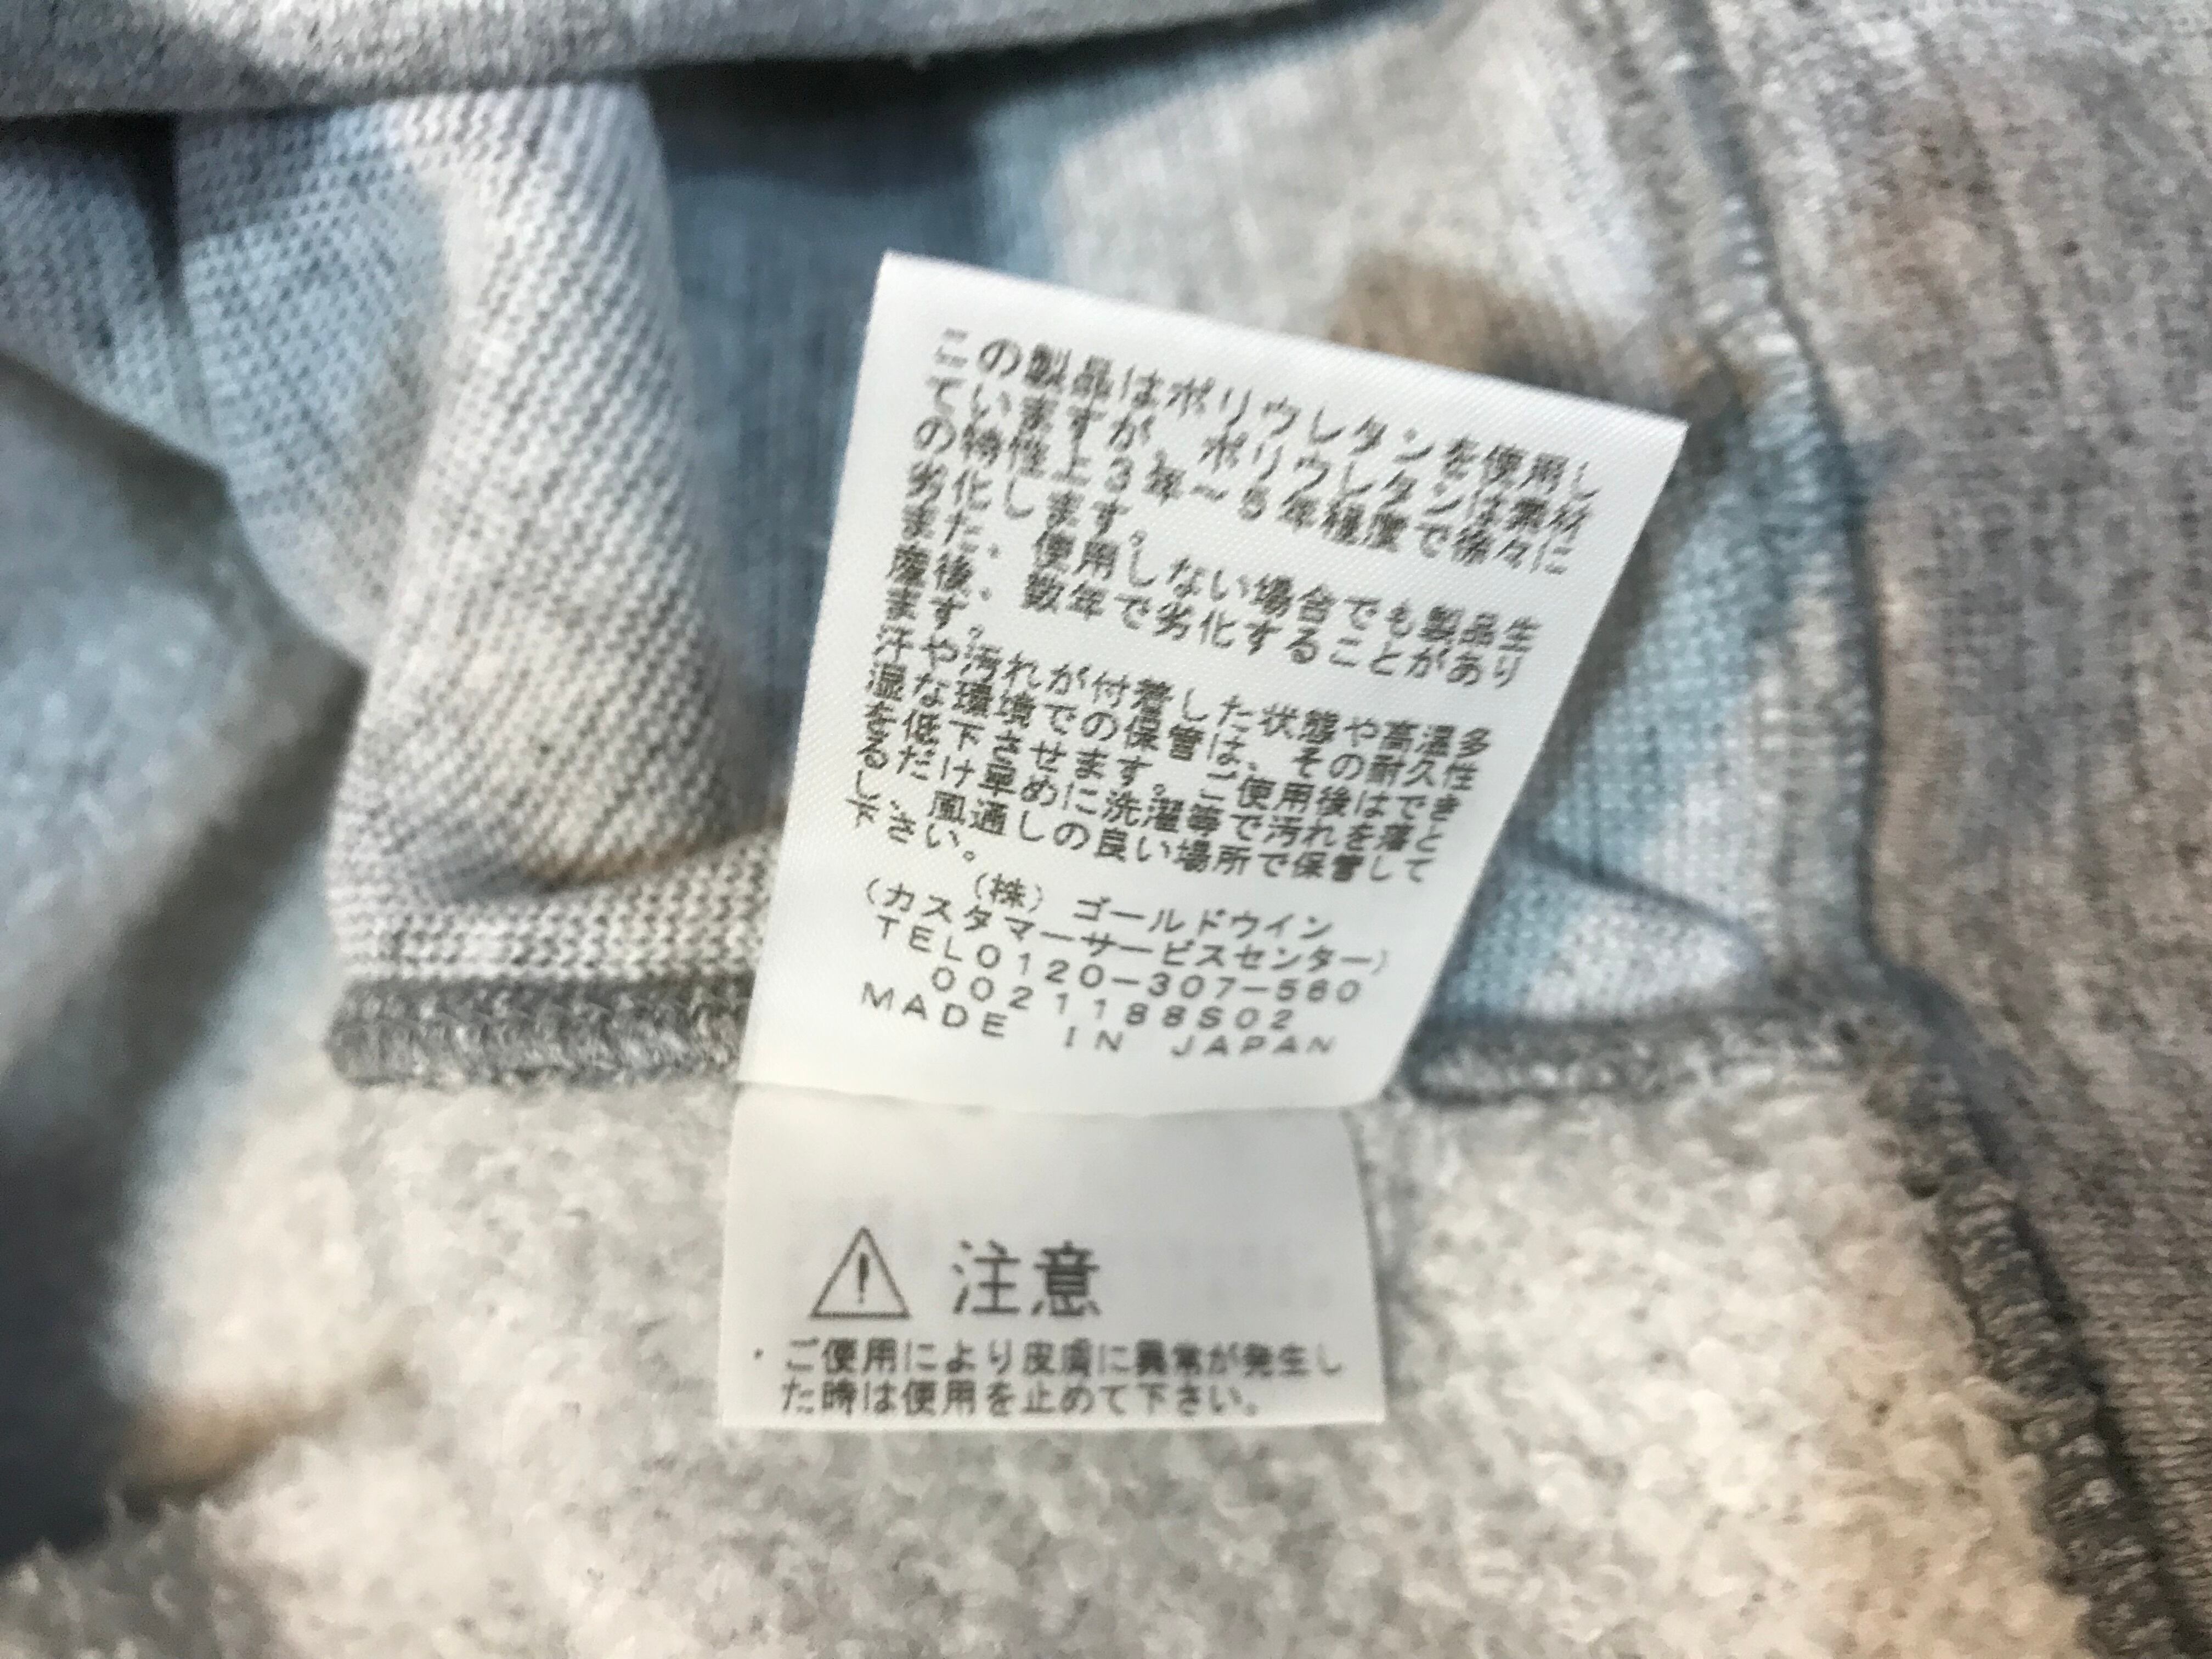 この製品はポリウレタンを使用し
ていますが、ポリウレタンは素材
の特性上3年〜5年程度で徐々に
劣化します。
また、使用しない場合でも製品生
産後、数年で劣化することがあり
ます。
汗や汚れが付着した状態や高温多
湿な環境での保管は、その耐久性
を低下させます。ご使用後はでき
るだけ早めに洗濯等で汚れを落と
し、風通しの良い場所で保管して
下さい。
(株)ゴールドウイン
(カスタマーサービスセンター)
TEL0120-307-560
002118 8S02
MADE IN JAPAN
注意
・ご使用により皮膚に異常が発生し
た時は使用を止めて下さい。